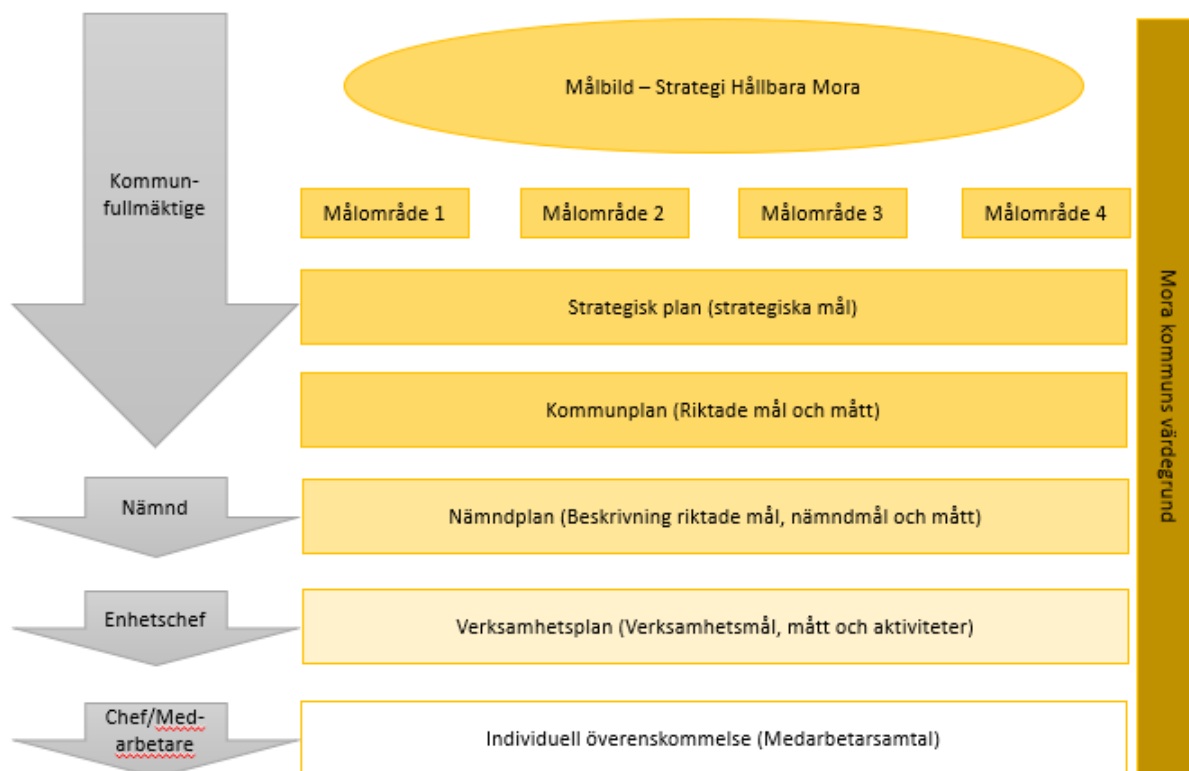 Målbild – Strategi Hållbara Mora
Kommun-
fullmäktige
Målområde 1
Målområde 2
Målområde 3
Målområde 4
Strategisk plan (strategiska mål)
Kommunplan (Riktade mål och mått)
Nämnd
Nämndplan (Beskrivning riktade mål, nämndmål och mått)
Enhetschef
Verksamhetsplan (Verksamhetsmål, mått och aktiviteter)
Chef/Med-
arbetare
Individuell överenskommelse (Medarbetarsamtal)
Mora kommuns värdegrund